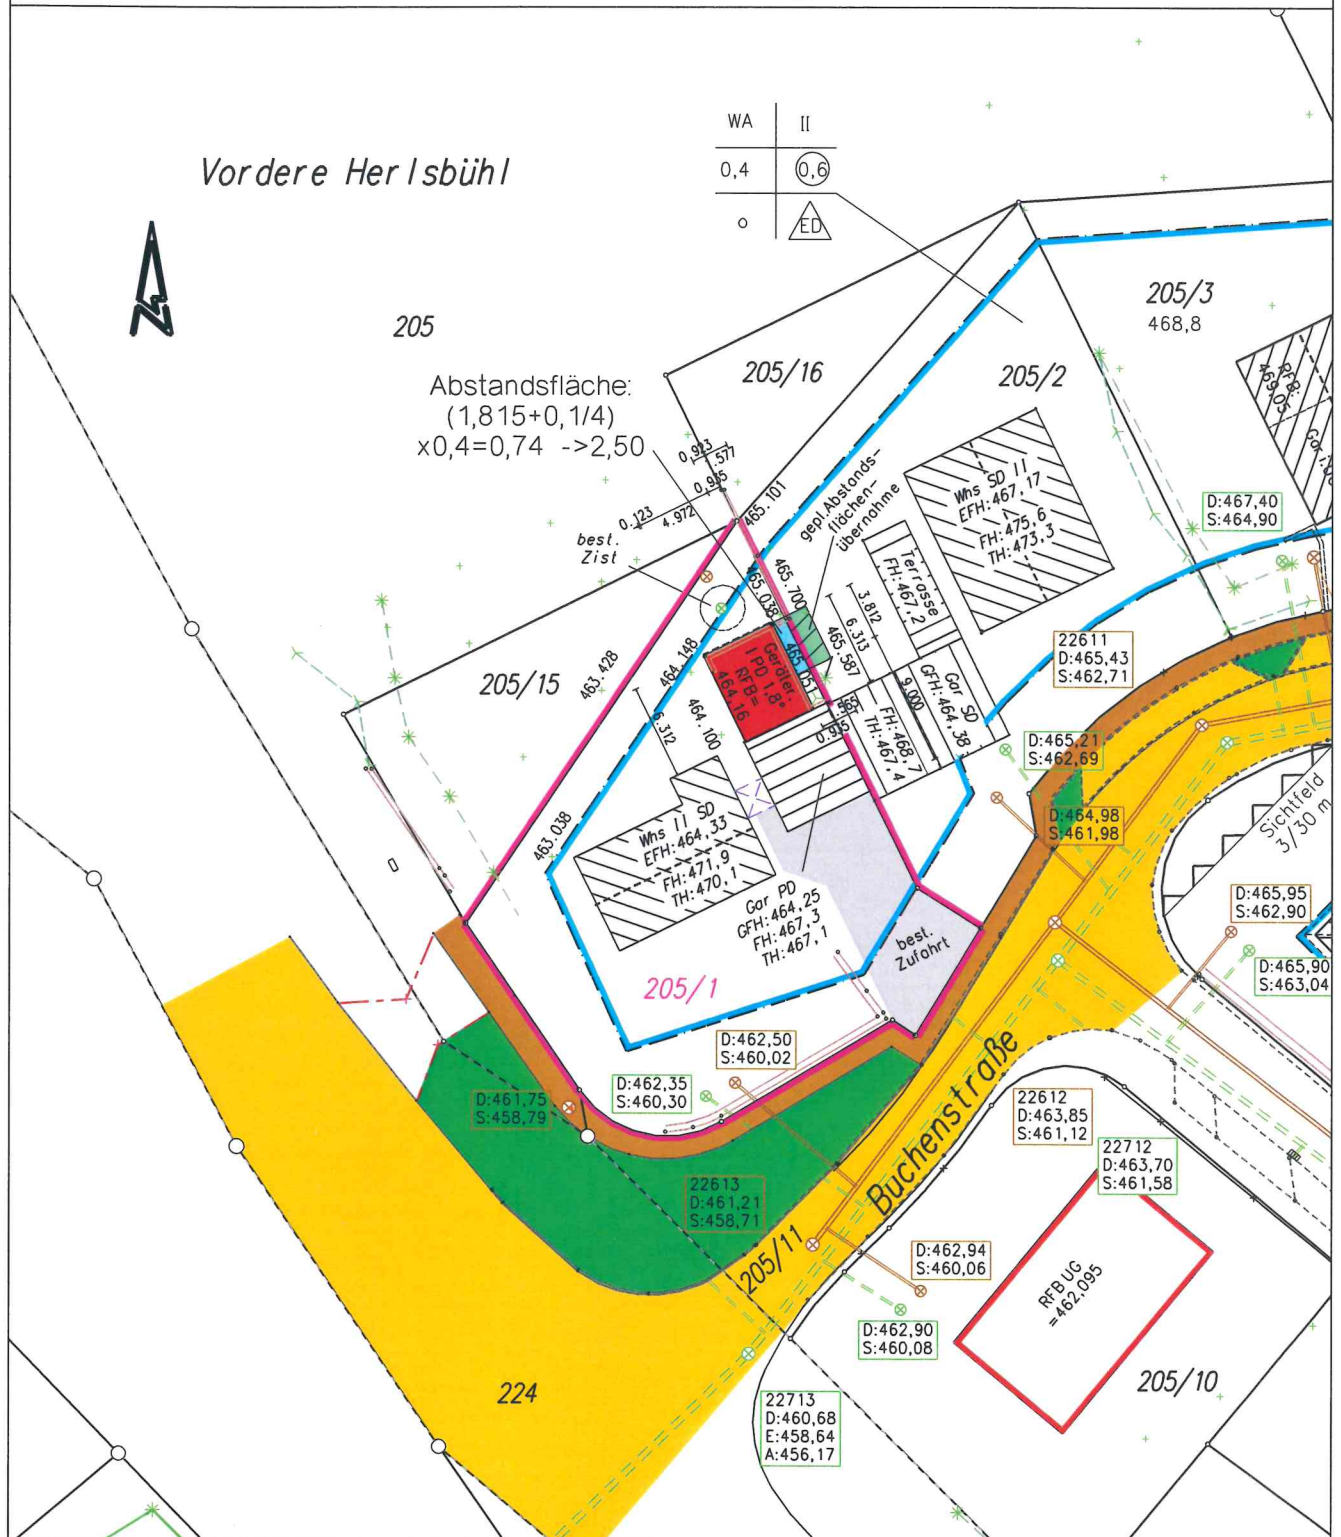 WA II
0,4 0,6
o ED
Vordere Herlsbühl
205
205/3
468,8
205/16
205/2
Abstandsfläche:
(1,815+0,1/4)
x0,4=0,74 ->2,50
0.923
.577
0.935
465.101
0.123
4.972
best.
Zist
gepl.Abstands-
flächen-
übernahme
RFB:
469,05
Whs SD II
EFH:467,17
FH:475,6
TH:473,3
D:467,40
S:464,90
Terrasse
FH:467,2
465.700
465.038
3.812
6.313
465.587
22611
D:465,43
S:462,71
205/15
463.428
464.148
464.100
6.312
Geräter.
I PD 1,8°
RFB=
464,16
465.051
.565
0.935
FH:468,7
TH:467,4
9.000
Gar SD
GFH:464,38
D:465,21
S:462,69
D:464,98
S:461,98
Sichtfeld
3/30 m
463.038
Whs II SD
EFH:464,33
FH:471,9
TH:470,1
Gar PD
GFH:464,25
FH:467,3
TH:467,1
best.
Zufahrt
D:465,95
S:462,90
D:465,90
S:463,04
205/1
D:462,50
S:460,02
D:462,35
S:460,30
D:461,75
S:458,79
Buchenstraße
22612
D:463,85
S:461,12
22712
D:463,70
S:461,58
22613
D:461,21
S:458,71
205/11
D:462,94
S:460,06
RFB UG
=462,095
D:462,90
S:460,08
224
205/10
22713
D:460,68
E:458,64
A:456,17